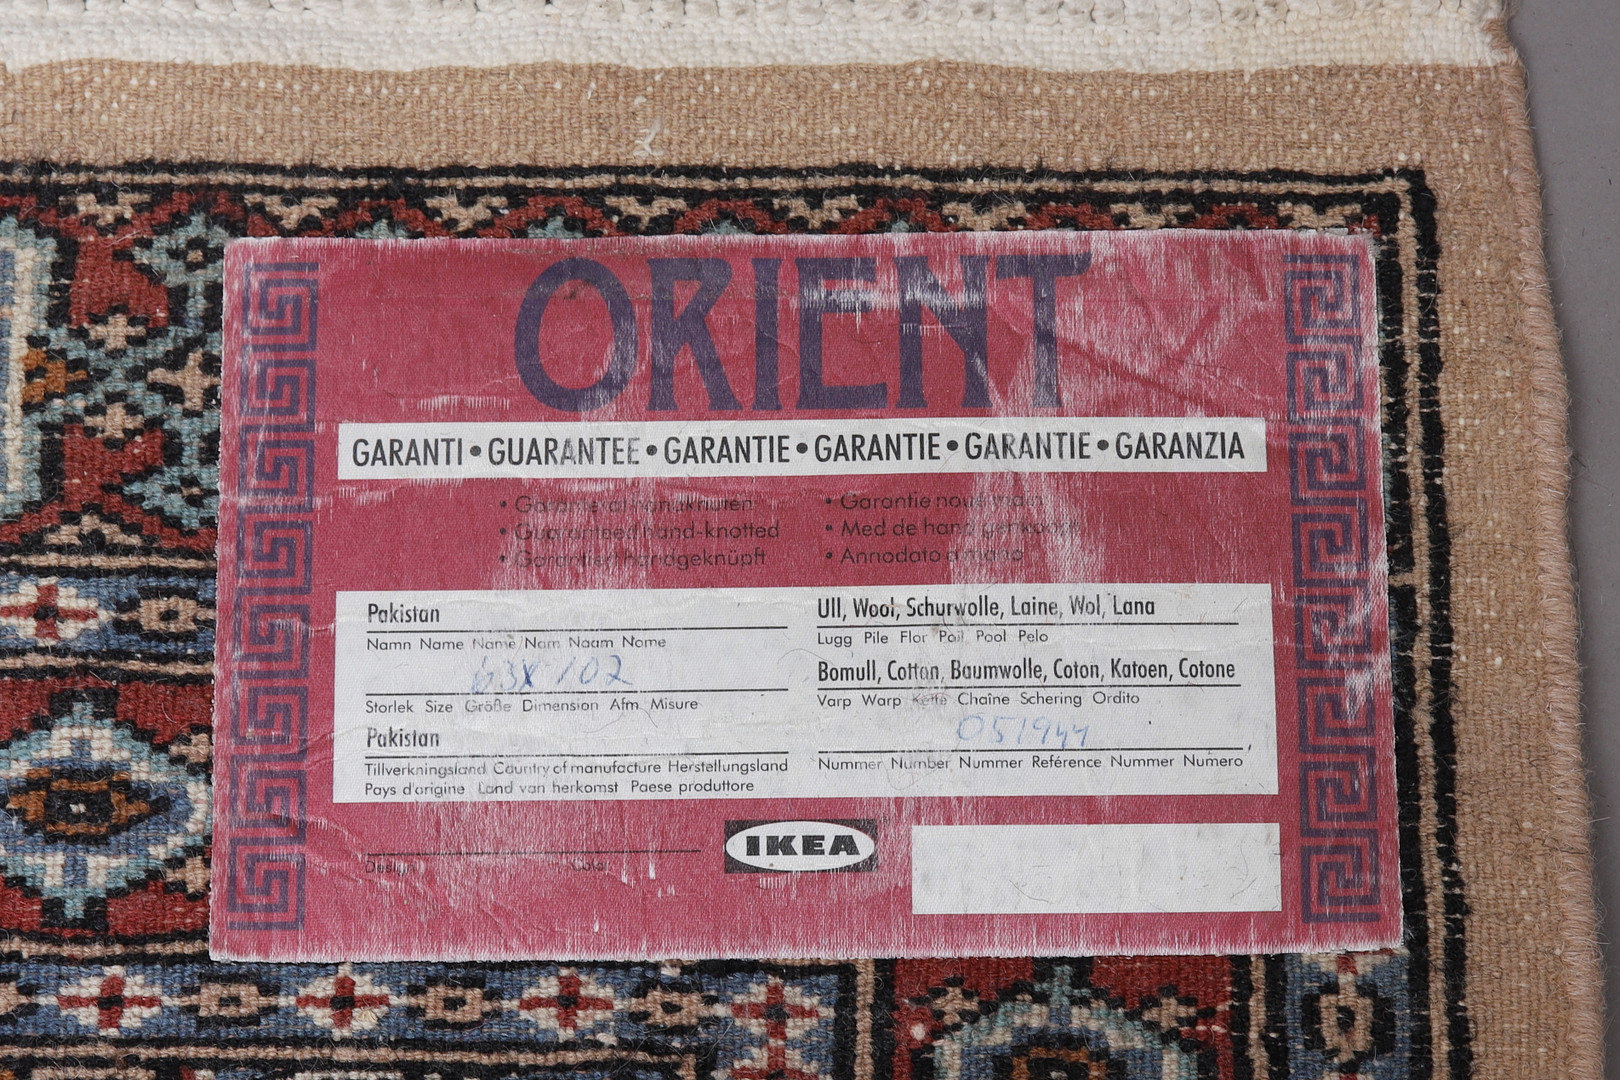 ORIENT
GARANTI • GUARANTEE • GARANTIE • GARANTIE • GARANTIE • GARANZIA
• Guaranteed hand-knotted
• Garantiert handgeknüpft
• Garantie noué main
• Med de hand geknoopt
• Annodato a mano
Pakistan
Namn Name Name Nom Naam Nome
63x102
Storlek Size Größe Dimension Afm. Misure
Pakistan
Tillverkningsland Country of manufacture Herstellungsland
Pays d'origine Land van herkomst Paese produttore
Ull, Wool, Schurwolle, Laine, Wol, Lana
Lugg Pile Flor Poil Pool Pelo
Bomull, Cotton, Baumwolle, Coton, Katoen, Cotone
Varp Warp Kette Chaîne Schering Ordito
051944
Nummer Number Nummer Reférence Nummer Numero
Design
IKEA